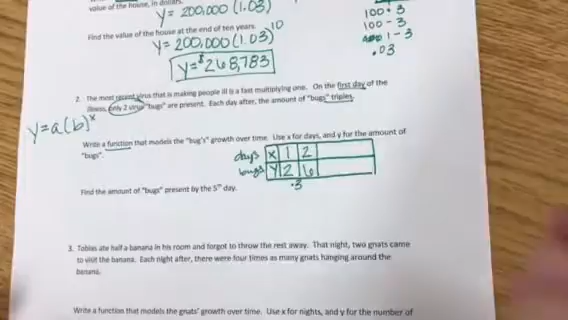 value of the house, in dollars.
y = 200,000 (1.03)
100 + 3
100 - 3
Find the value of the house at the end of ten years.
y = 200,000 (1.03)^10
1 - 3
.03
y = $268,783
2. The most recent virus that is making people ill is a fast multiplying one. On the first day of the
illness, only 2 virus "bugs" are present. Each day after, the amount of "bugs" triples.
y = a(b)^x
Write a function that models the "bug's" growth over time. Use x for days, and y for the amount of
"bugs".
days x 1 2
bugs y 2 6
.3
Find the amount of "bugs" present by the 5th day.
3. Tobias ate half a banana in his room and forgot to throw the rest away. That night, two gnats came
to visit the banana. Each night after, there were four times as many gnats hanging around the
banana.
Write a function that models the gnats' growth over time. Use x for nights, and y for the number of